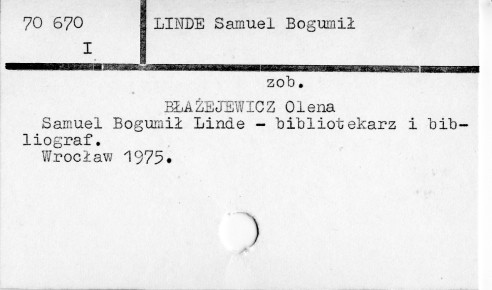 70 670
I
LINDE Samuel Bogumił
zob.
BŁAŻEJEWICZ Olena
Samuel Bogumił Linde - bibliotekarz i bib-
liograf.
Wrocław 1975.